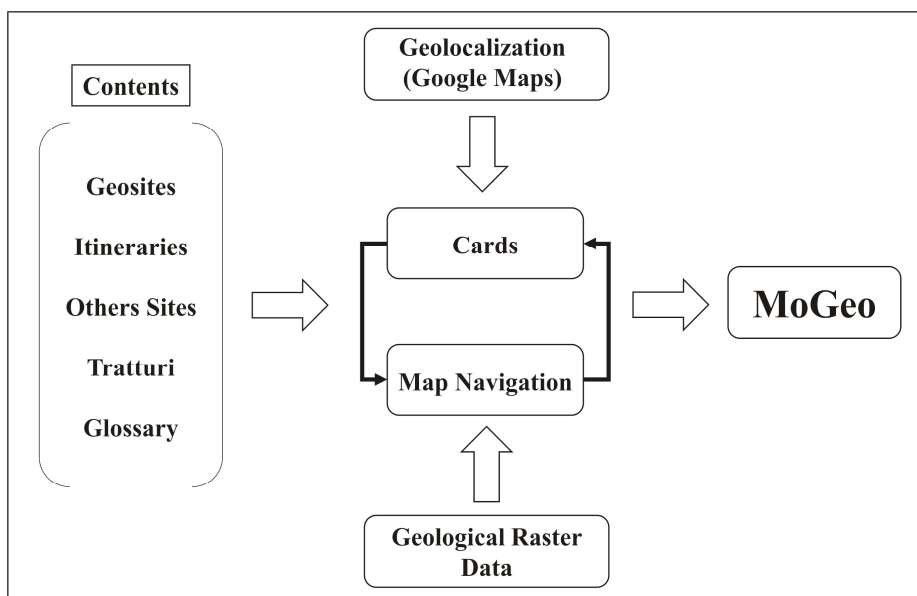 Contents
Geosites
Itineraries
Others Sites
Tratturi
Glossary
Geolocalization
(Google Maps)
Cards
Map Navigation
Geological Raster
Data
MoGeo